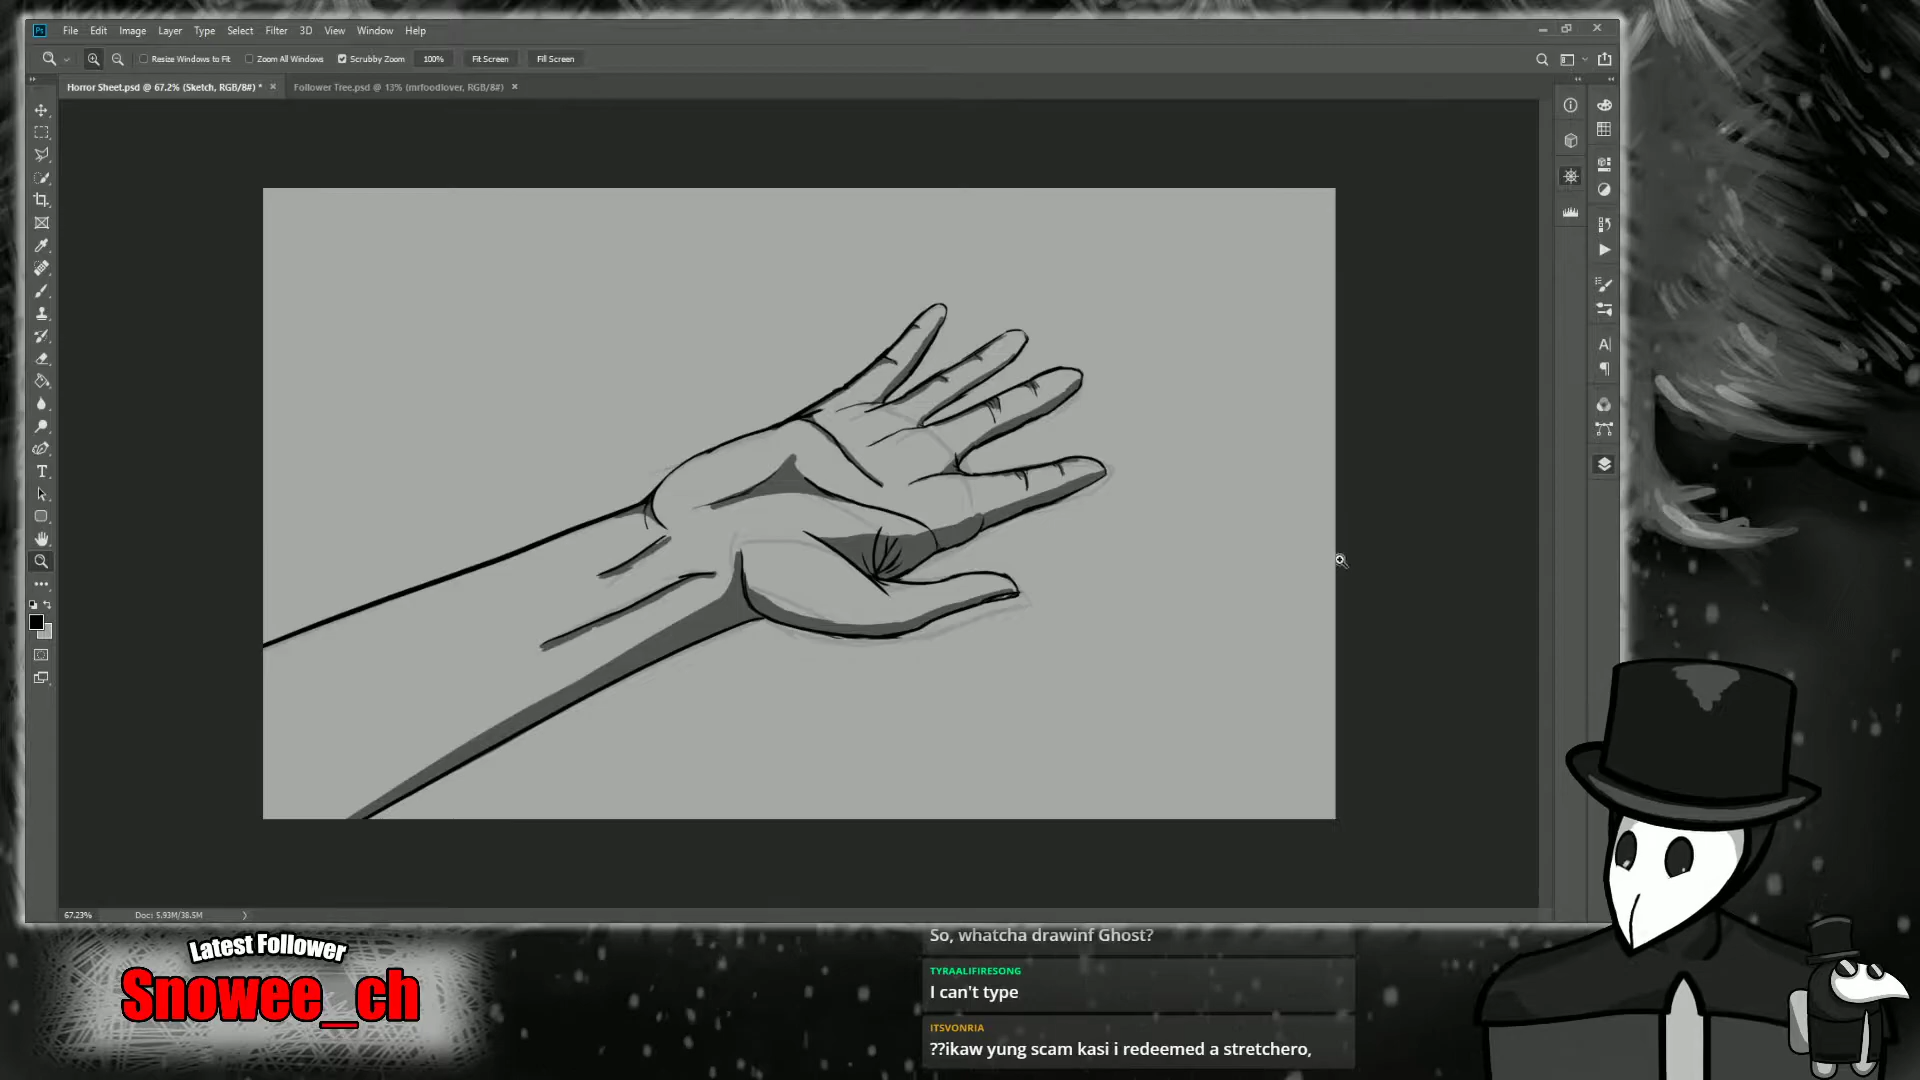 Ps File Edit Image Layer Type Select Filter 3D View Window Help
Resize Windows to Fit Zoom All Windows Scrubby Zoom 100% Fit Screen Fill Screen
Horror Sheet.psd @ 67.2% (Sketch, RGB/8#) * × Follower Tree.psd @ 13% (mrfoodlover, RGB/8#) ×
67.23% Doc: 5.93M/38.5M
Latest Follower
Snowee_ch
So, whatcha drawinf Ghost?
TYRAALIFIRESONG
I can't type
ITSVONRIA
??ikaw yung scam kasi i redeemed a stretchero,